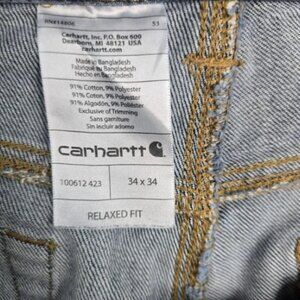 RN#14806 53
Carhartt, Inc. P.O. Box 600
Dearborn, MI 48121 USA
carhartt.com
Made in Bangladesh
Fabriqué au Bangladesh
Hecho en Bangladesh
91% Cotton, 9% Polyester
91% Coton, 9% Polyester
91% Algodón, 9% Poliéster
Exclusive of Trimming
Sans garniture
Sin incluir adorno
carhartt
100612 423 34 x 34
RELAXED FIT